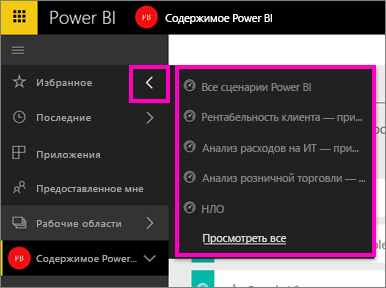 Power BI
PB
Содержимое Power BI
Избранное
Последние
Приложения
Предоставленное мне
Рабочие области
PB
Содержимое Power...
Все сценарии Power BI
Рентабельность клиента — при...
Анализ расходов на ИТ — при...
Анализ розничной торговли — ...
НЛО
Просмотреть все